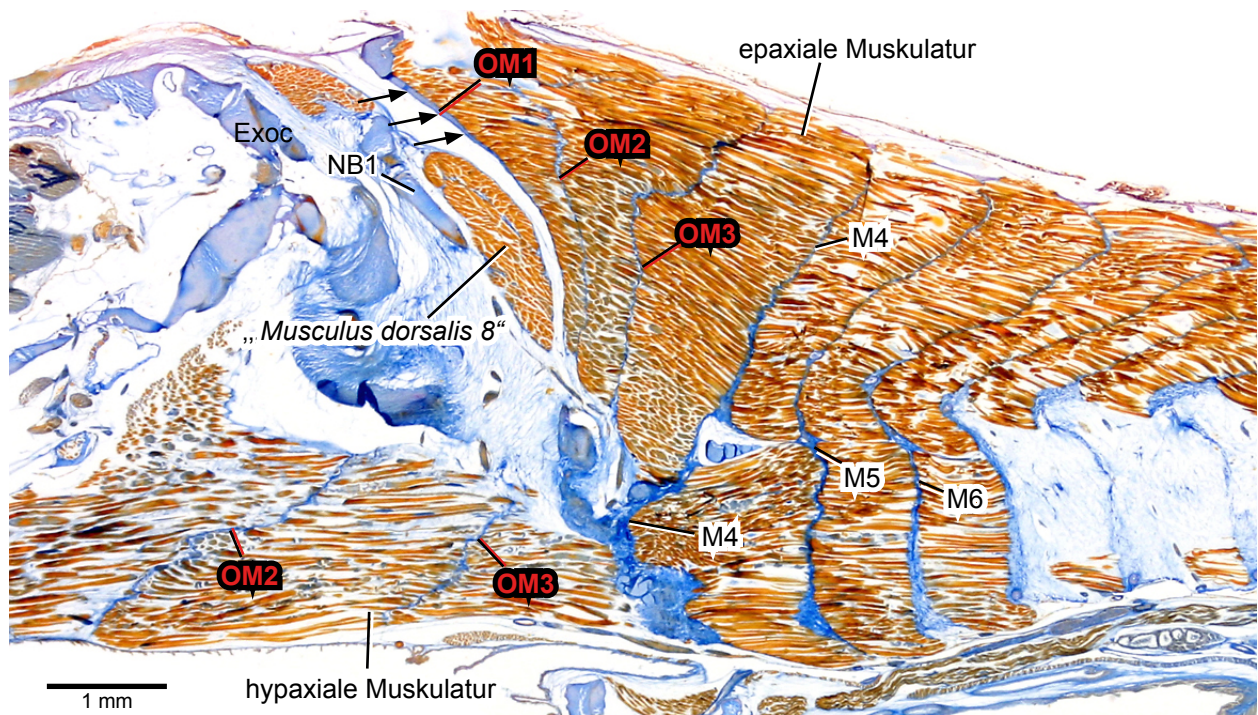 epaxiale Muskulatur
OM1
Exoc
OM2
NB1
OM3
M4
„Musculus dorsalis 8“
M5
M6
M4
OM2
OM3
1 mm
hypaxiale Muskulatur